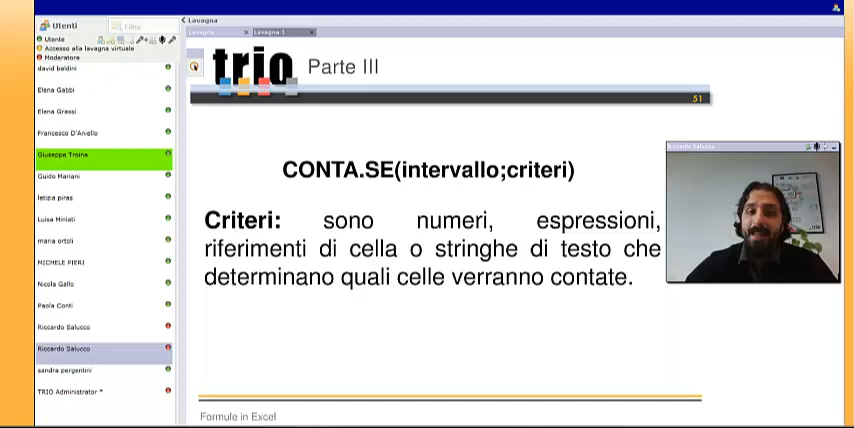 Lavagna
Utenti
Filtro
Lavagna
Lavagna 1
Utente
Accesso alla lavagna virtuale
Moderatore
david baldini
Elena Gabbi
Elena Grassi
Francesco D'Aniello
Giuseppe Troina
Guido Mariani
letizia piras
Luisa Miniati
maria ortoli
MICHELE PIERI
Nicola Gallo
Paola Conti
Riccardo Salucco
Riccardo Salucco
sandra pergentini
TRIO Administrator *
trio
Parte III
51
CONTA.SE(intervallo;criteri)
Criteri: sono numeri, espressioni,
riferimenti di cella o stringhe di testo che
determinano quali celle verranno contate.
Riccardo Salucco
Formule in Excel